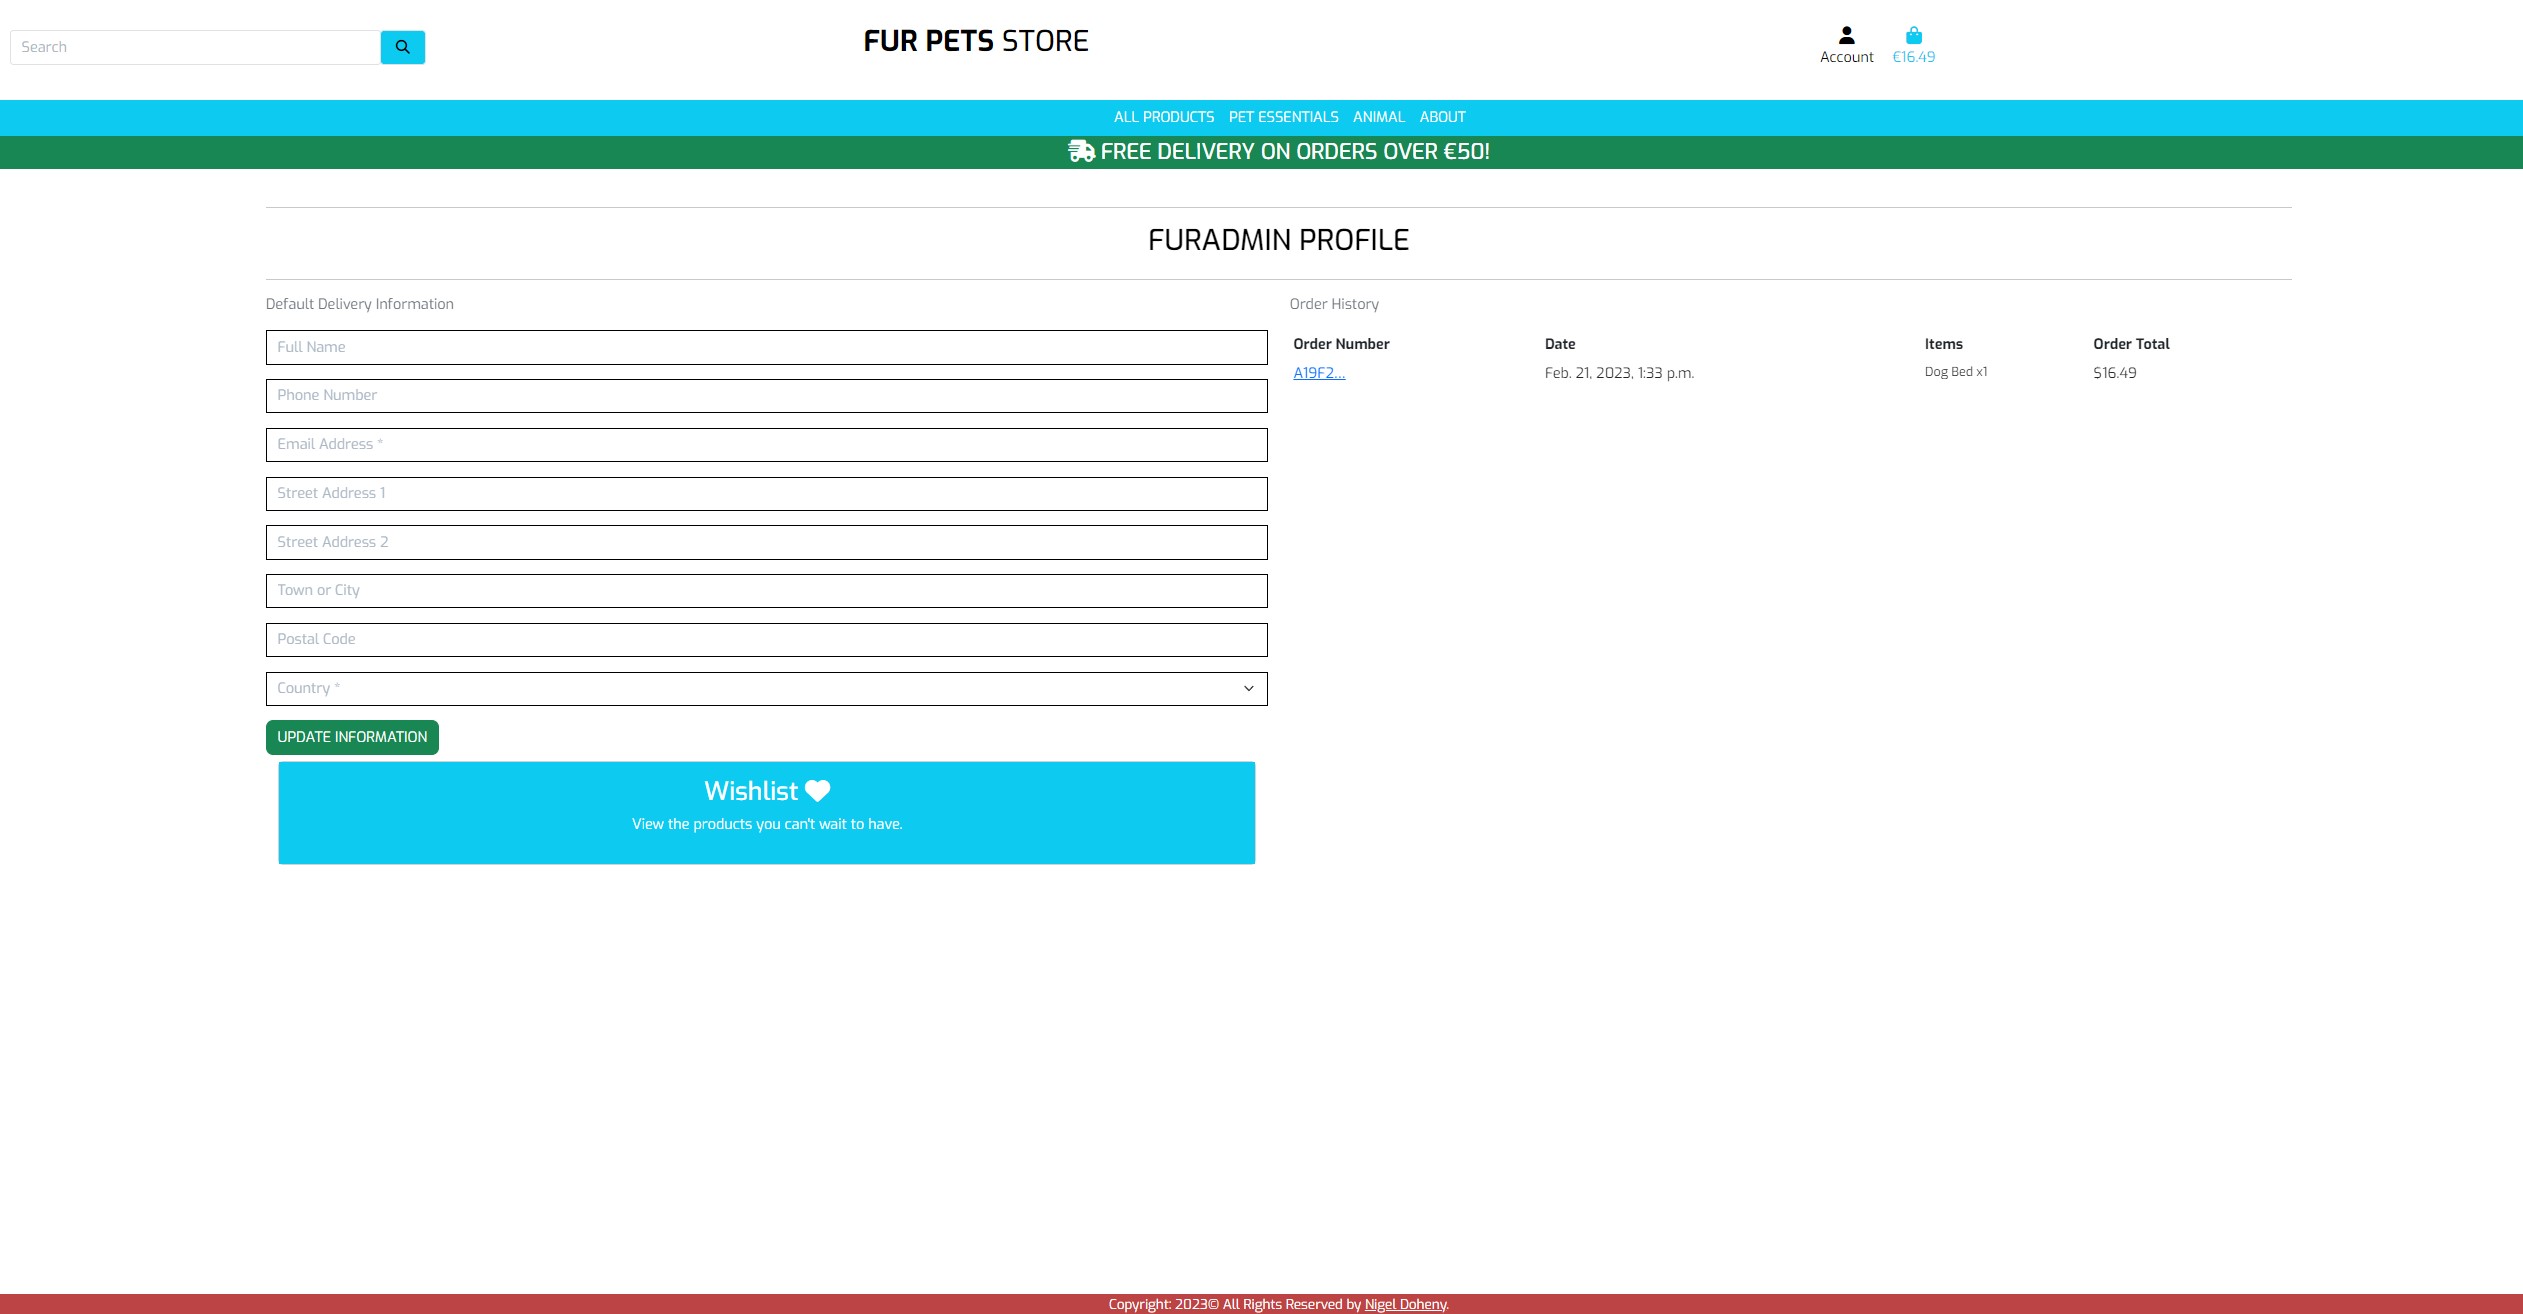 Search
FUR PETS STORE
Account
€16.49
ALL PRODUCTS PET ESSENTIALS ANIMAL ABOUT
FREE DELIVERY ON ORDERS OVER €50!
FURADMIN PROFILE
Default Delivery Information
Full Name
Phone Number
Email Address *
Street Address 1
Street Address 2
Town or City
Postal Code
Country *
UPDATE INFORMATION
Wishlist
View the products you can't wait to have.
Order History
Order Number Date Items Order Total
A19F2... Feb. 21, 2023, 1:33 p.m. Dog Bed x1 $16.49
Copyright: 2023© All Rights Reserved by Nigel Doheny.